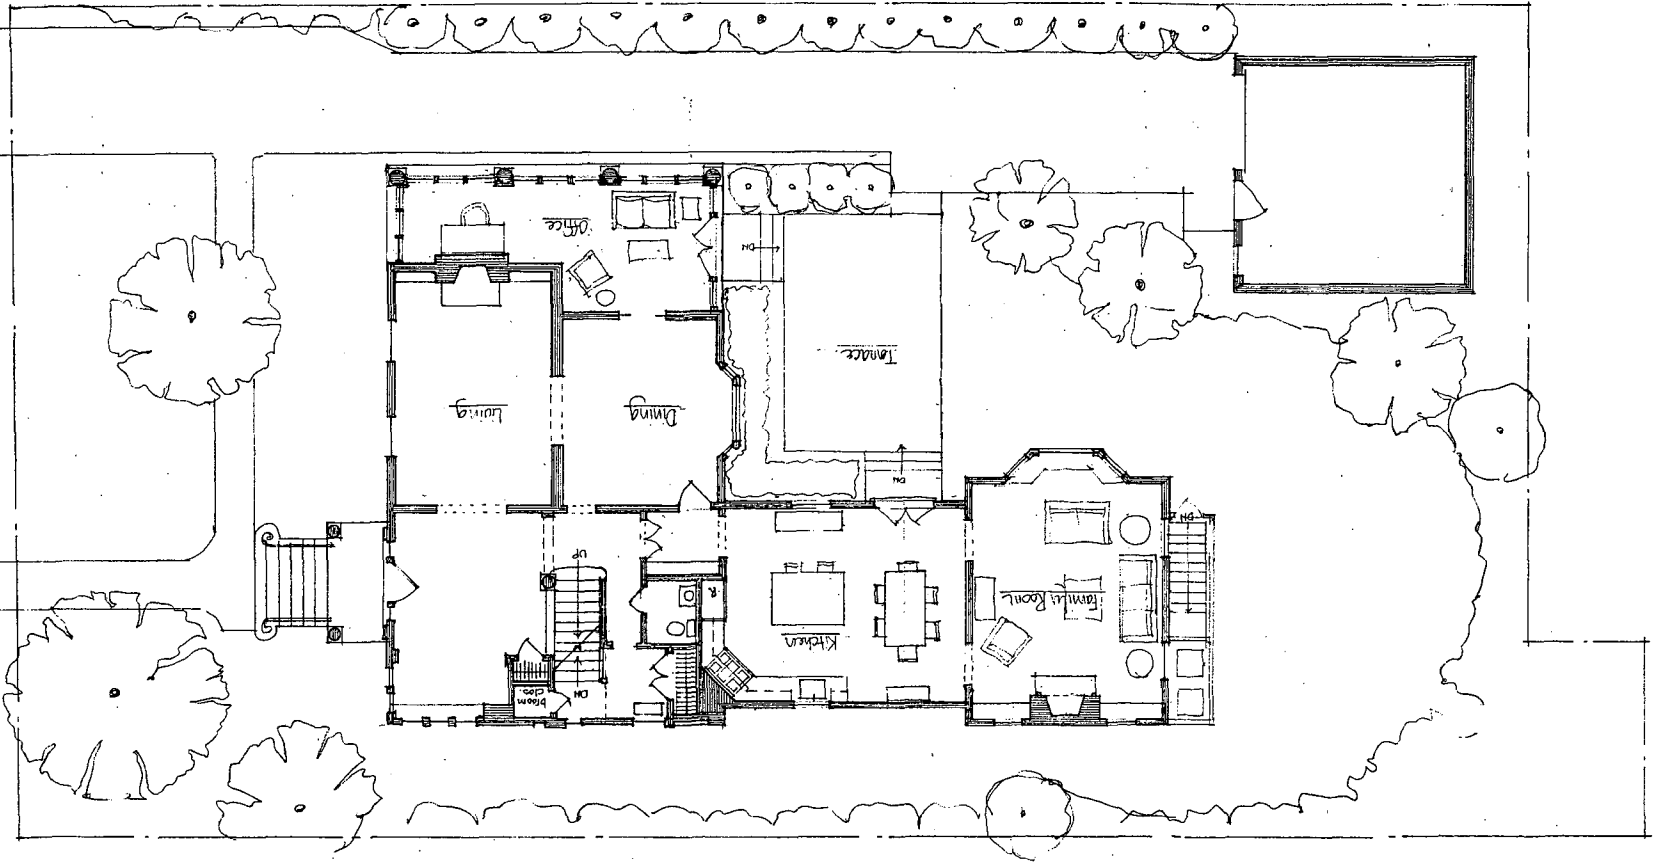 Office
DN
Terrace
Living
Dining
DN
DN
UP
R.
Family Room
Kitchen
DN
broom
clos.